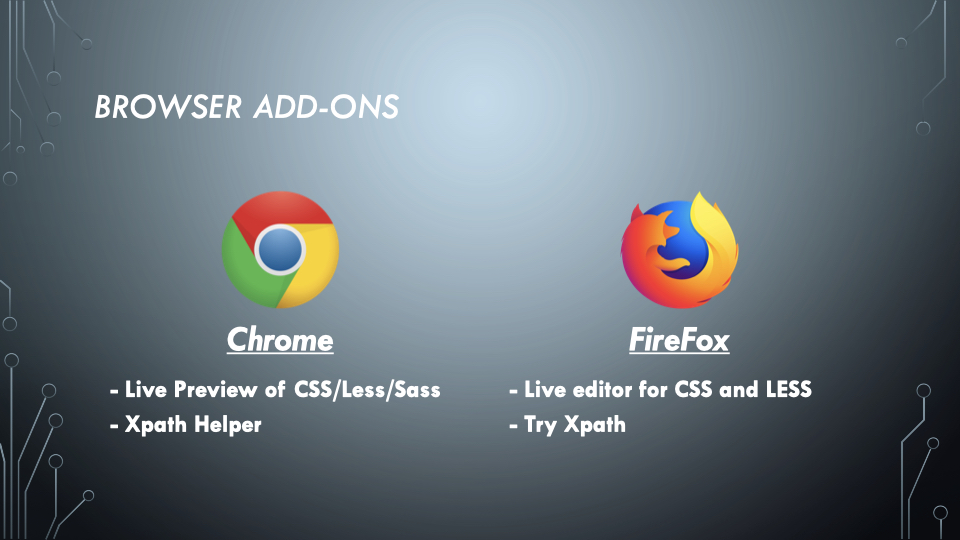 BROWSER ADD-ONS
Chrome
- Live Preview of CSS/Less/Sass
- Xpath Helper
FireFox
- Live editor for CSS and LESS
- Try Xpath